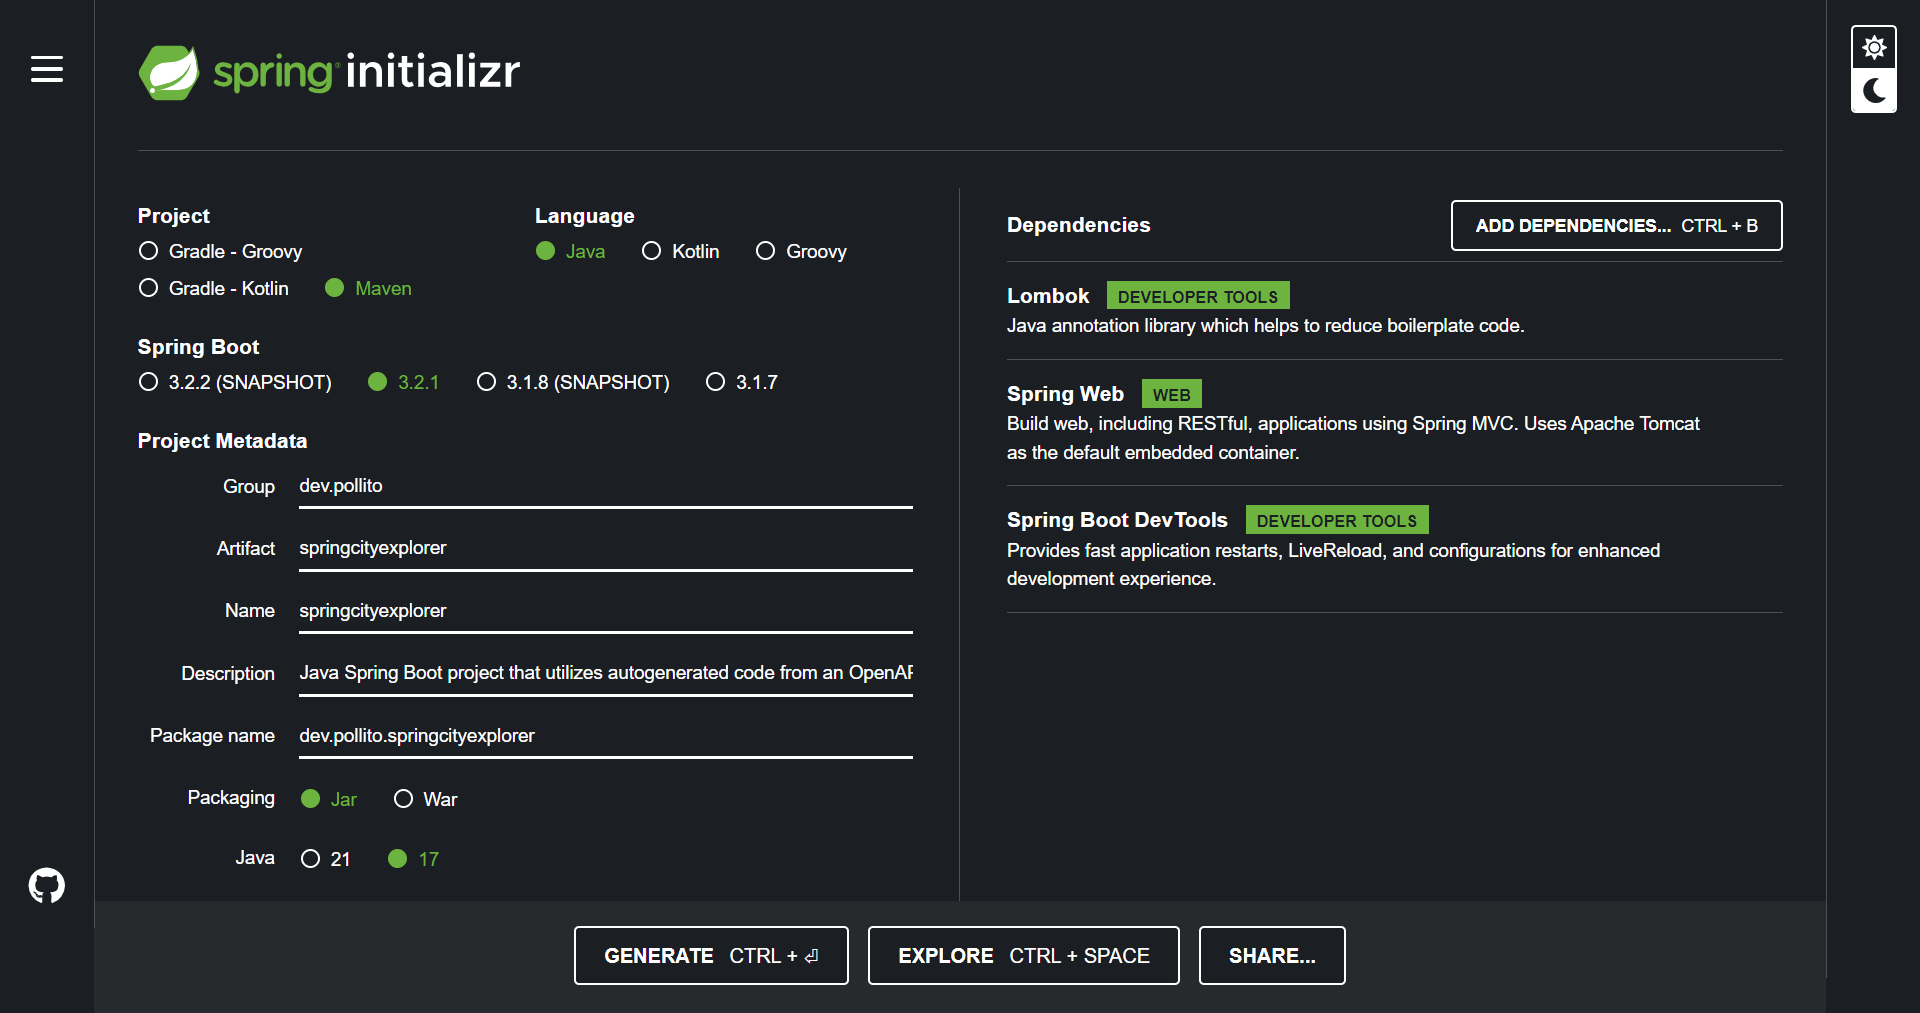 spring initializr
Project
Gradle - Groovy
Gradle - Kotlin Maven
Language
Java Kotlin Groovy
Spring Boot
3.2.2 (SNAPSHOT) 3.2.1 3.1.8 (SNAPSHOT) 3.1.7
Project Metadata
Group dev.pollito
Artifact springcityexplorer
Name springcityexplorer
Description Java Spring Boot project that utilizes autogenerated code from an OpenAP
Package name dev.pollito.springcityexplorer
Packaging Jar War
Java 21 17
Dependencies ADD DEPENDENCIES... CTRL + B
Lombok DEVELOPER TOOLS
Java annotation library which helps to reduce boilerplate code.
Spring Web WEB
Build web, including RESTful, applications using Spring MVC. Uses Apache Tomcat
as the default embedded container.
Spring Boot DevTools DEVELOPER TOOLS
Provides fast application restarts, LiveReload, and configurations for enhanced
development experience.
GENERATE CTRL + ⏎ EXPLORE CTRL + SPACE SHARE...